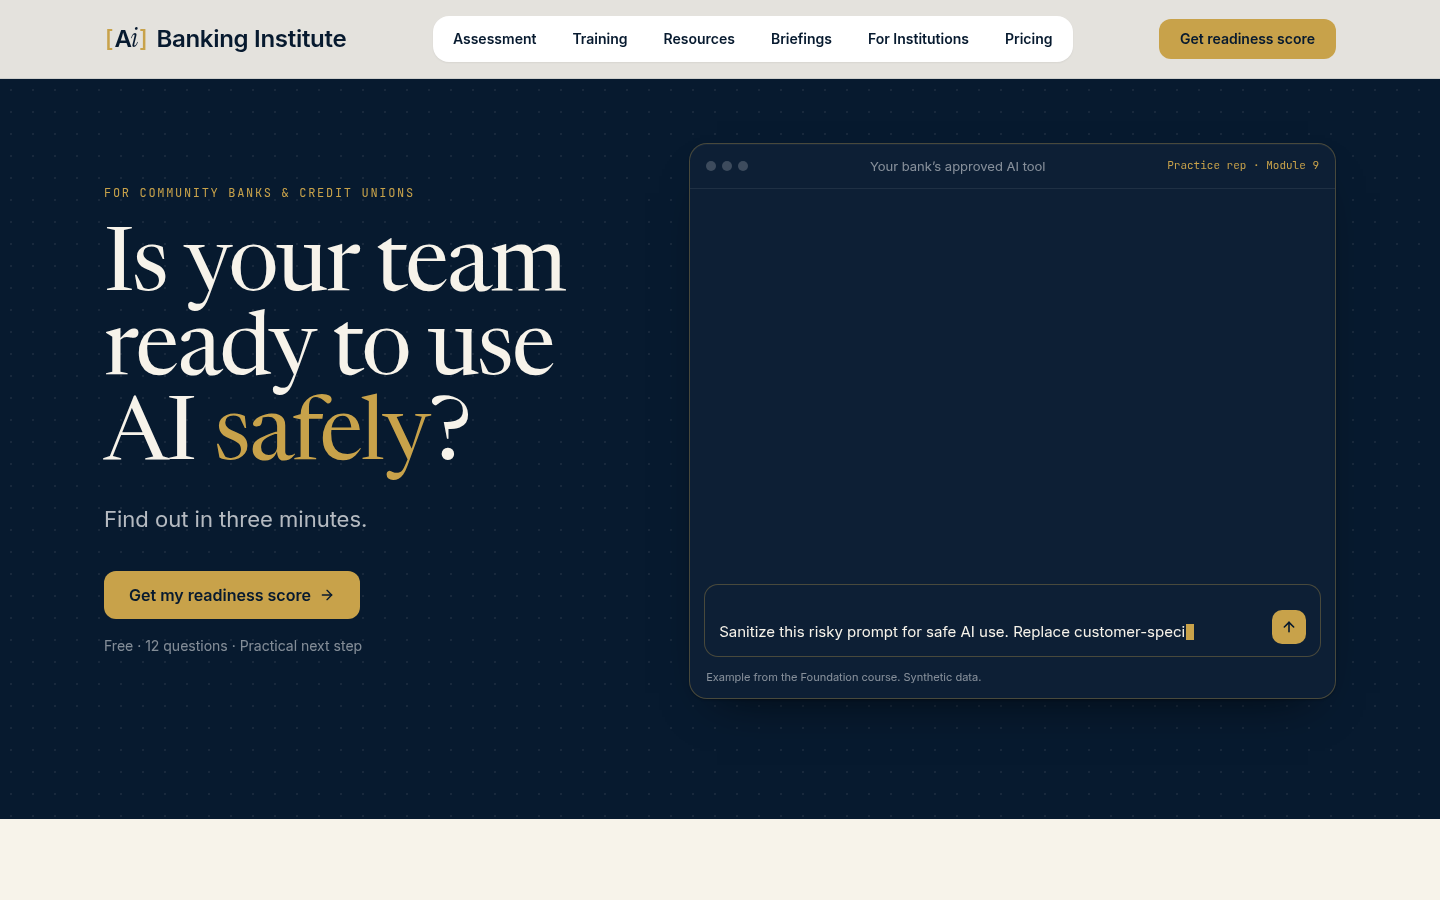 [Ai] Banking Institute
Assessment
Training
Resources
Briefings
For Institutions
Pricing
Get readiness score
FOR COMMUNITY BANKS & CREDIT UNIONS
Is your team
ready to use
AI safely?
Find out in three minutes.
Get my readiness score →
Free · 12 questions · Practical next step
Your bank’s approved AI tool
Practice rep · Module 9
Sanitize this risky prompt for safe AI use. Replace customer-speci
Example from the Foundation course. Synthetic data.